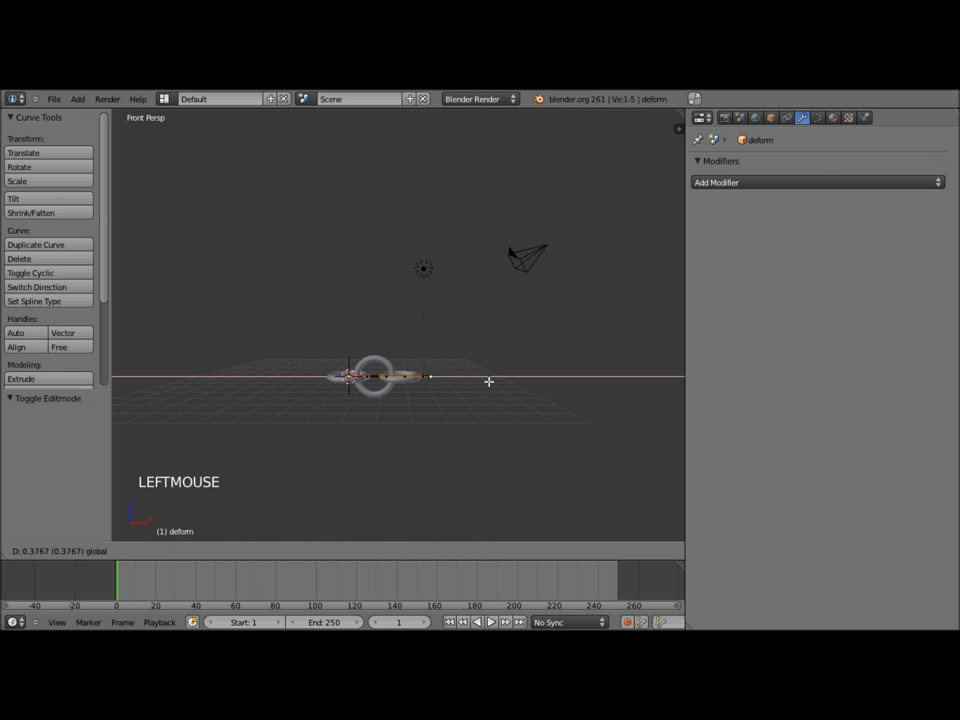 File Add Render Help Default Scene Blender Render blender.org 261 | Ve:1-5 | deform
Curve Tools
Front Persp
Transform:
Translate
Rotate
Scale
Tilt
Shrink/Fatten
Curve:
Duplicate Curve
Delete
Toggle Cyclic
Switch Direction
Set Spline Type
Handles:
Auto Vector
Align Free
Modeling:
Extrude
Toggle Editmode
deform
Modifiers
Add Modifier
LEFTMOUSE
(1) deform
D: 0.3767 (0.3767) global
-40 -20 0 20 40 60 80 100 120 140 160 180 200 220 240 260
View Marker Frame Playback Start: 1 End: 250 1 No Sync